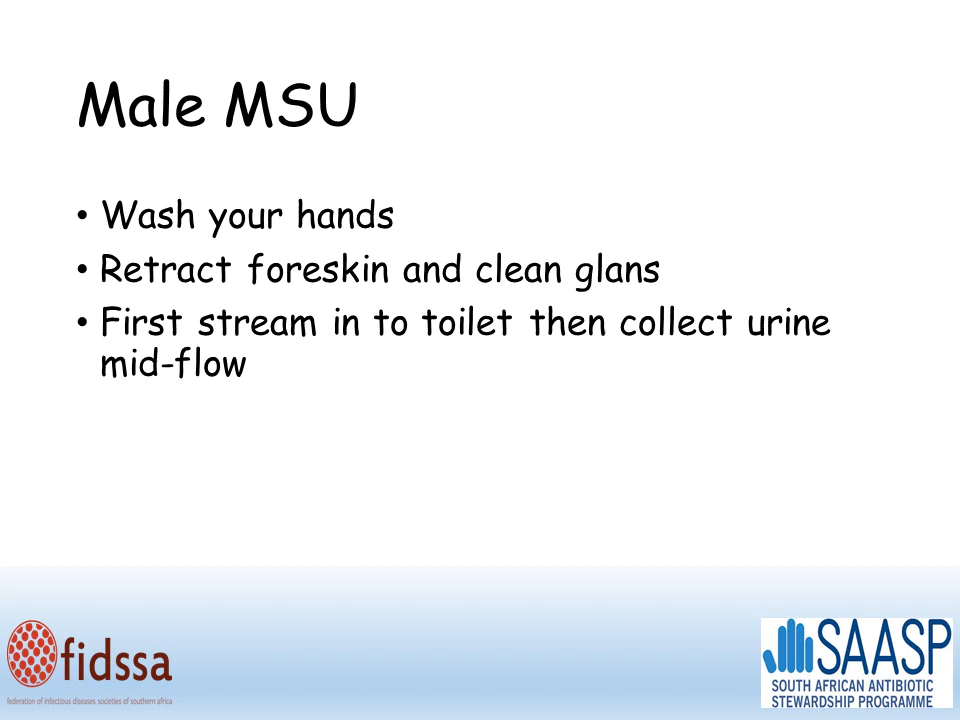 Male MSU
• Wash your hands
• Retract foreskin and clean glans
• First stream in to toilet then collect urine
mid-flow
fidssa
federation of infectious diseases societies of southern africa
SAASP
SOUTH AFRICAN ANTIBIOTIC
STEWARDSHIP PROGRAMME